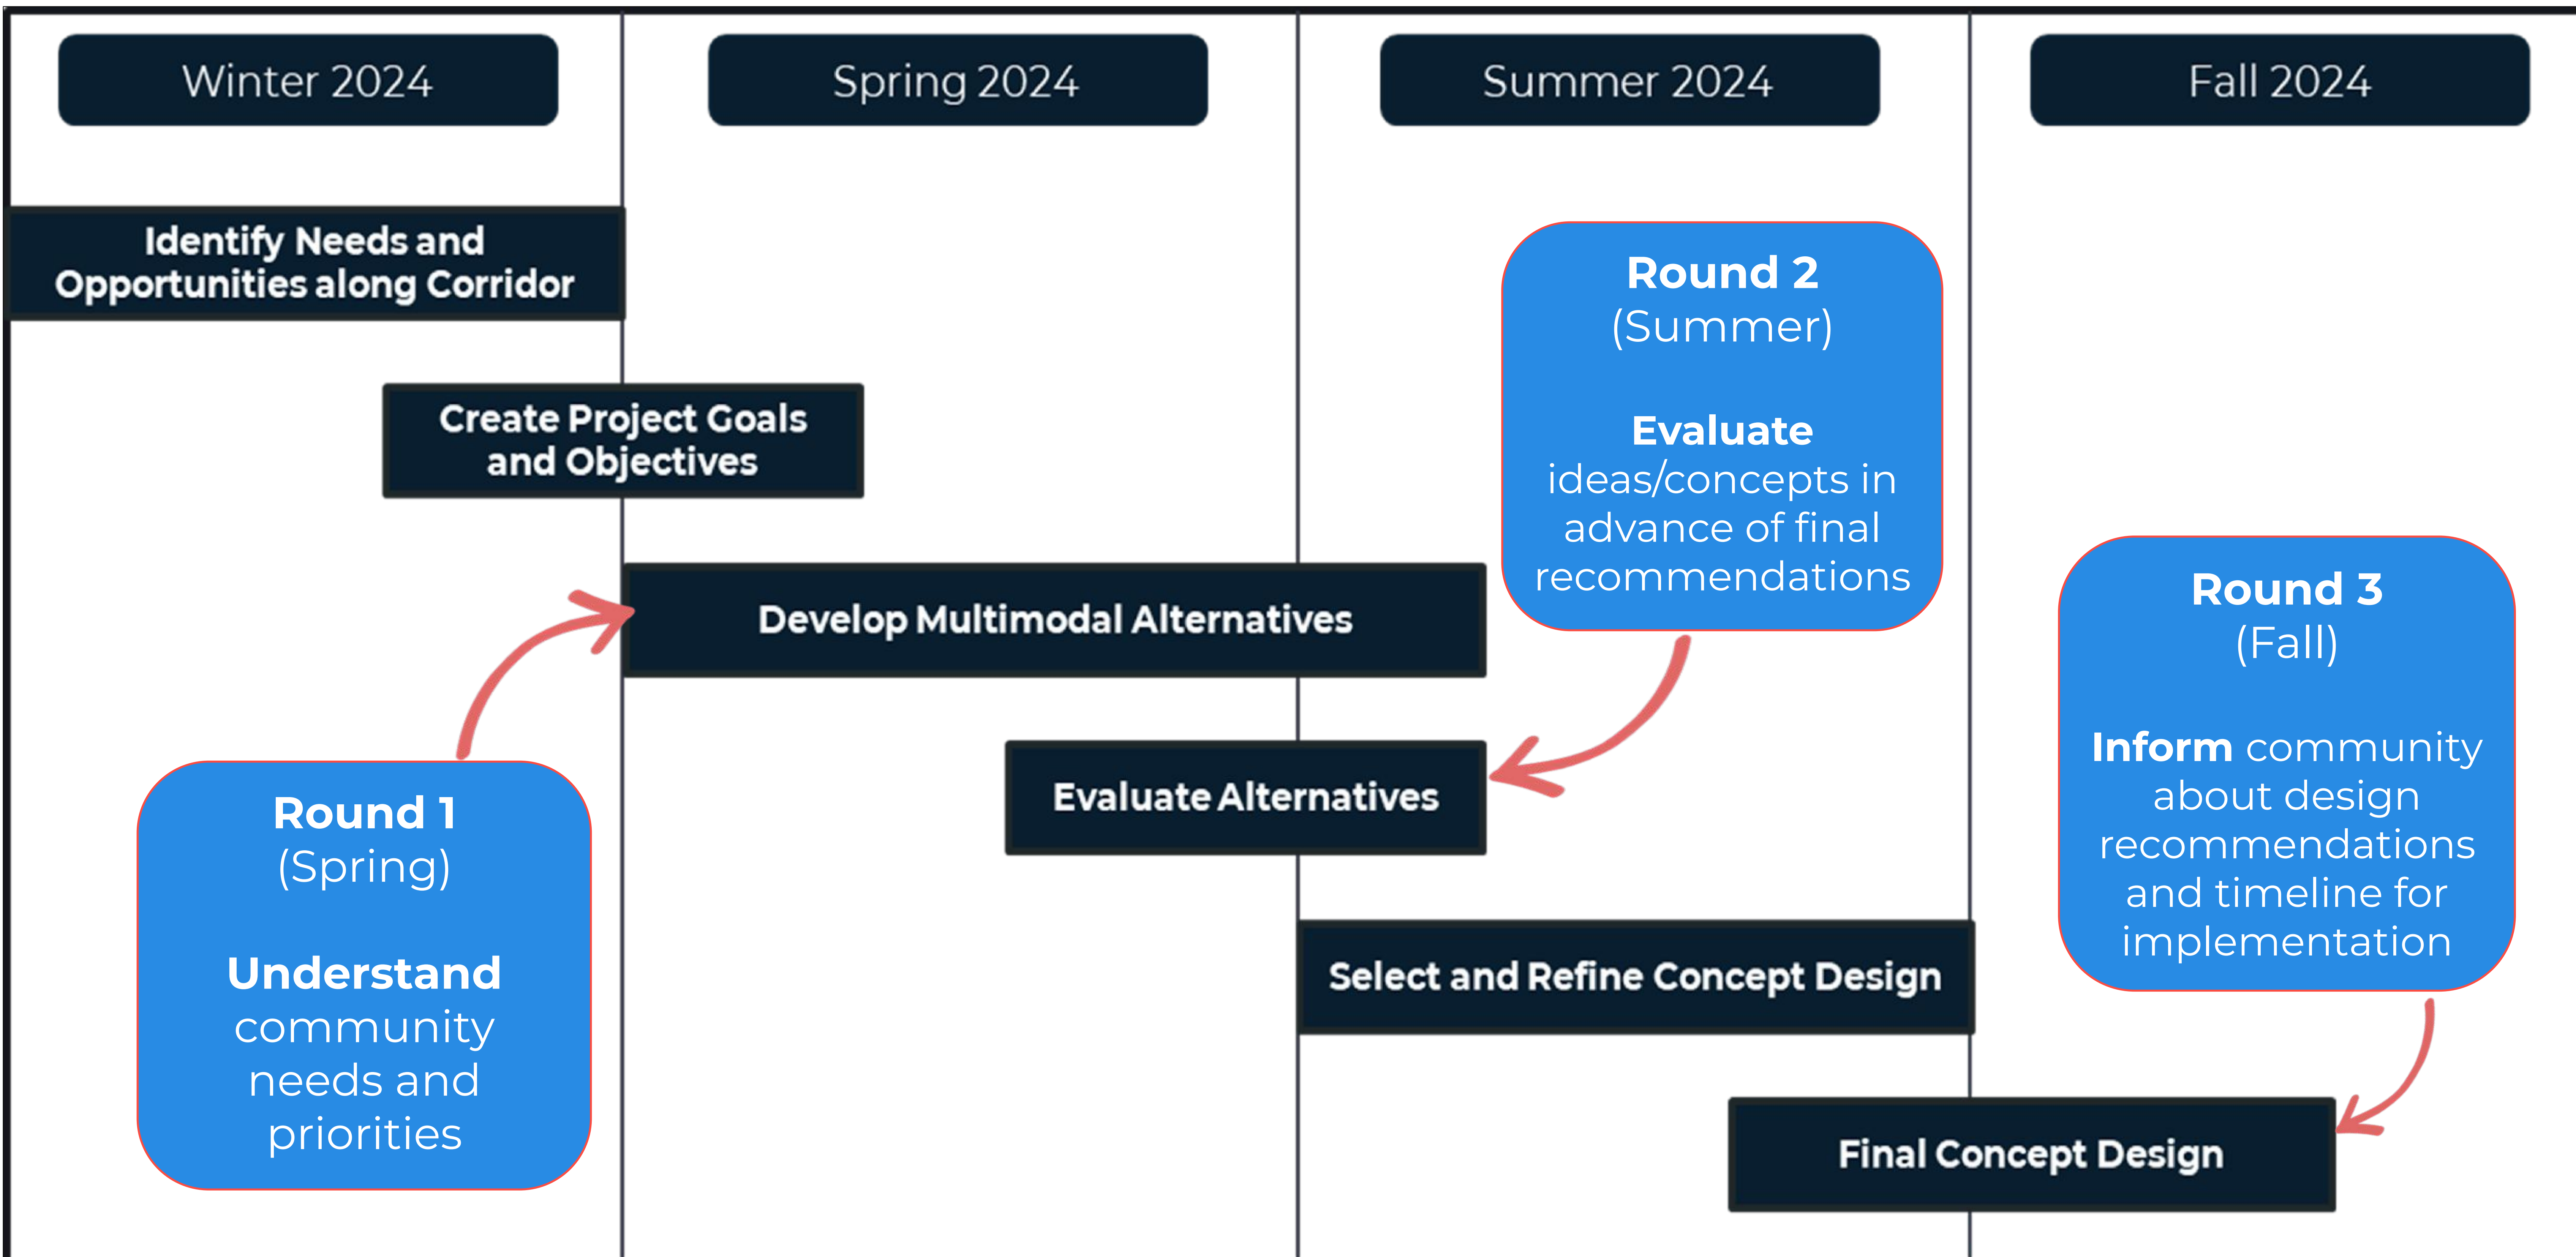 Winter 2024
Spring 2024
Summer 2024
Fall 2024
Identify Needs and
Opportunities along Corridor
Create Project Goals
and Objectives
Develop Multimodal Alternatives
Evaluate Alternatives
Select and Refine Concept Design
Final Concept Design
Round 1
(Spring)
Understand
community
needs and
priorities
Round 2
(Summer)
Evaluate
ideas/concepts in
advance of final
recommendations
Round 3
(Fall)
Inform community
about design
recommendations
and timeline for
implementation